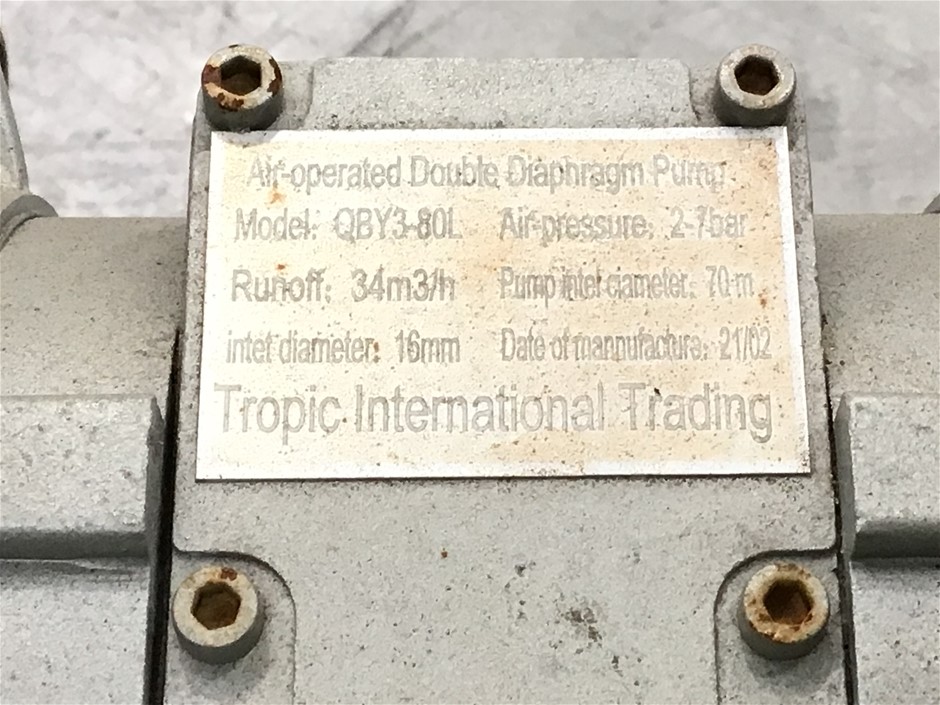 Air-operated Double Diaphragm Pump
Model: QBY3-80L Air-pressure: 2-7bar
Runoff: 34m3/h Pump intel ciameter: 70m
intet diameter: 16mm Date of mannufacture: 21/02
Tropic International Trading